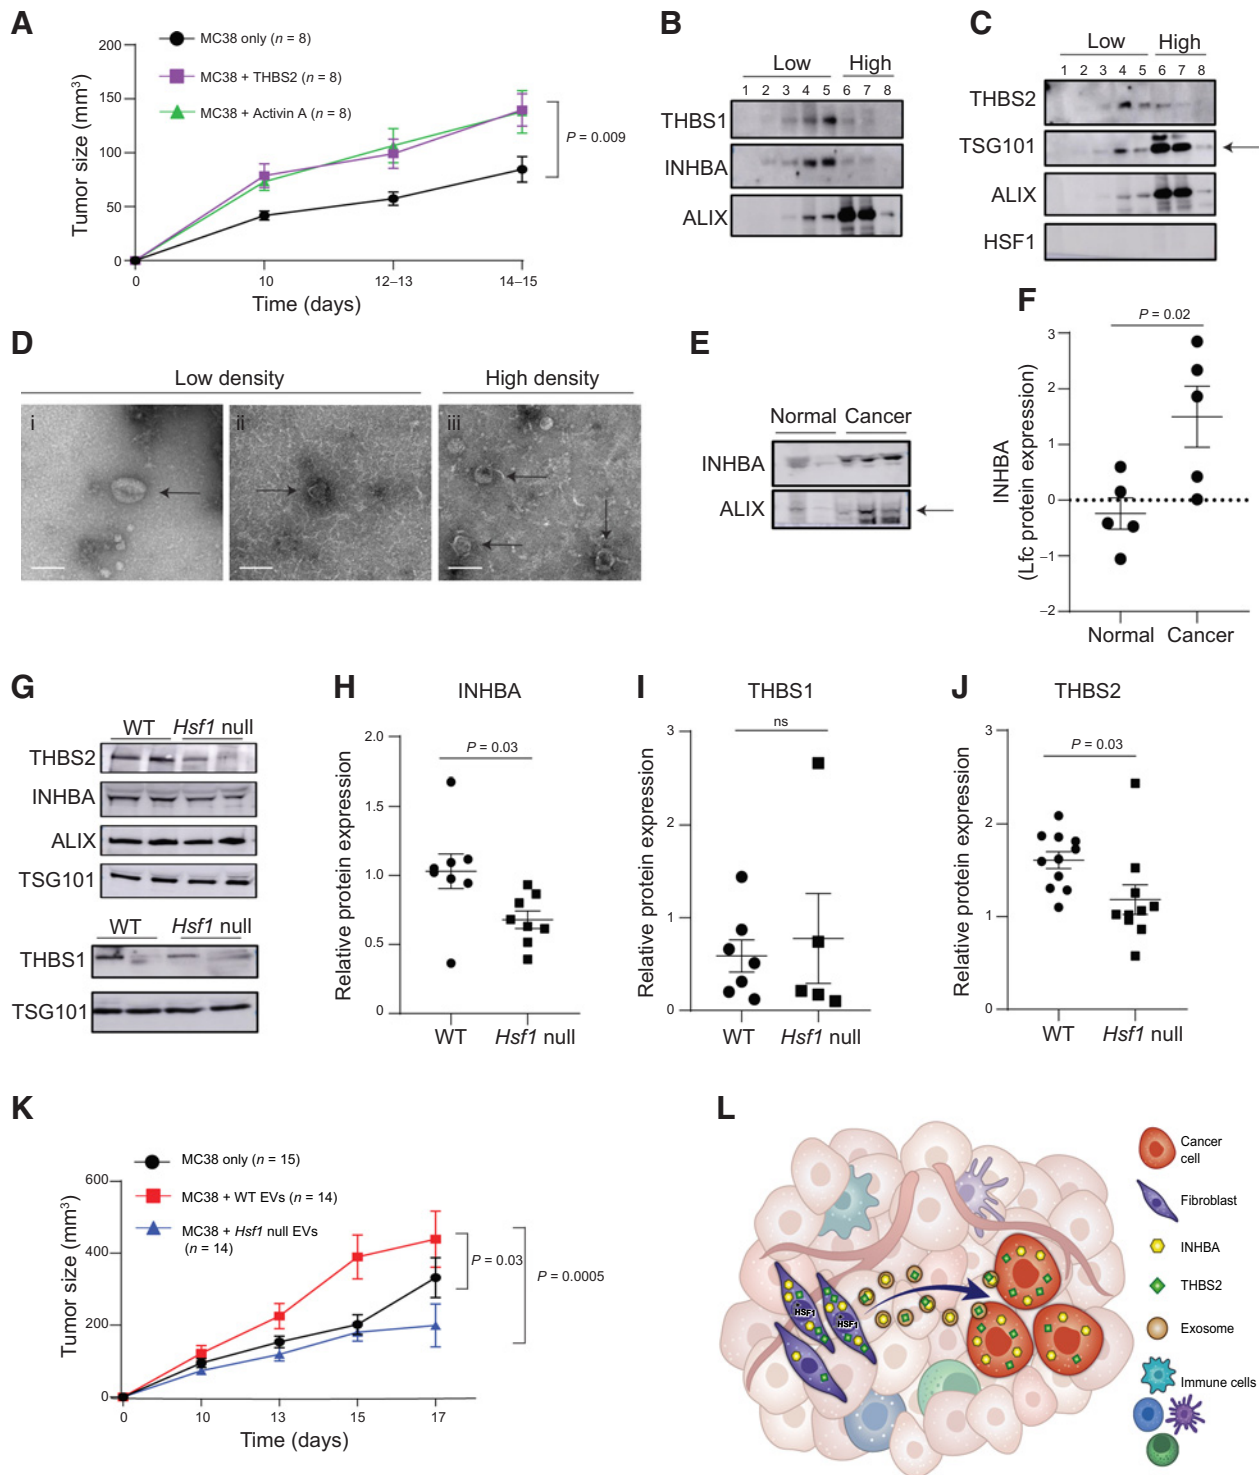 A
MC38 only (n = 8)
MC38 + THBS2 (n = 8)
MC38 + Activin A (n = 8)
Tumor size (mm³)
200
150
100
50
0
P = 0.009
0
10
12–13
14–15
Time (days)
B
Low
High
1 2 3 4 5 6 7 8
THBS1
INHBA
ALIX
C
Low
High
1 2 3 4 5 6 7 8
THBS2
TSG101
ALIX
HSF1
D
Low density
High density
i
ii
iii
E
Normal Cancer
INHBA
ALIX
F
P = 0.02
INHBA
(Lfc protein expression)
3
2
1
0
–1
–2
Normal Cancer
G
WT Hsf1 null
THBS2
INHBA
ALIX
TSG101
WT Hsf1 null
THBS1
TSG101
H
INHBA
P = 0.03
Relative protein expression
2.0
1.5
1.0
0.5
0
WT Hsf1 null
I
THBS1
ns
Relative protein expression
3
2
1
0
WT Hsf1 null
J
THBS2
P = 0.03
Relative protein expression
3
2
1
0
WT Hsf1 null
K
MC38 only (n = 15)
MC38 + WT EVs (n = 14)
MC38 + Hsf1 null EVs
(n = 14)
Tumor size (mm³)
600
400
200
0
P = 0.03
P = 0.0005
0
10
13
15
17
Time (days)
L
HSF1
HSF1
Cancer
cell
Fibroblast
INHBA
THBS2
Exosome
Immune cells